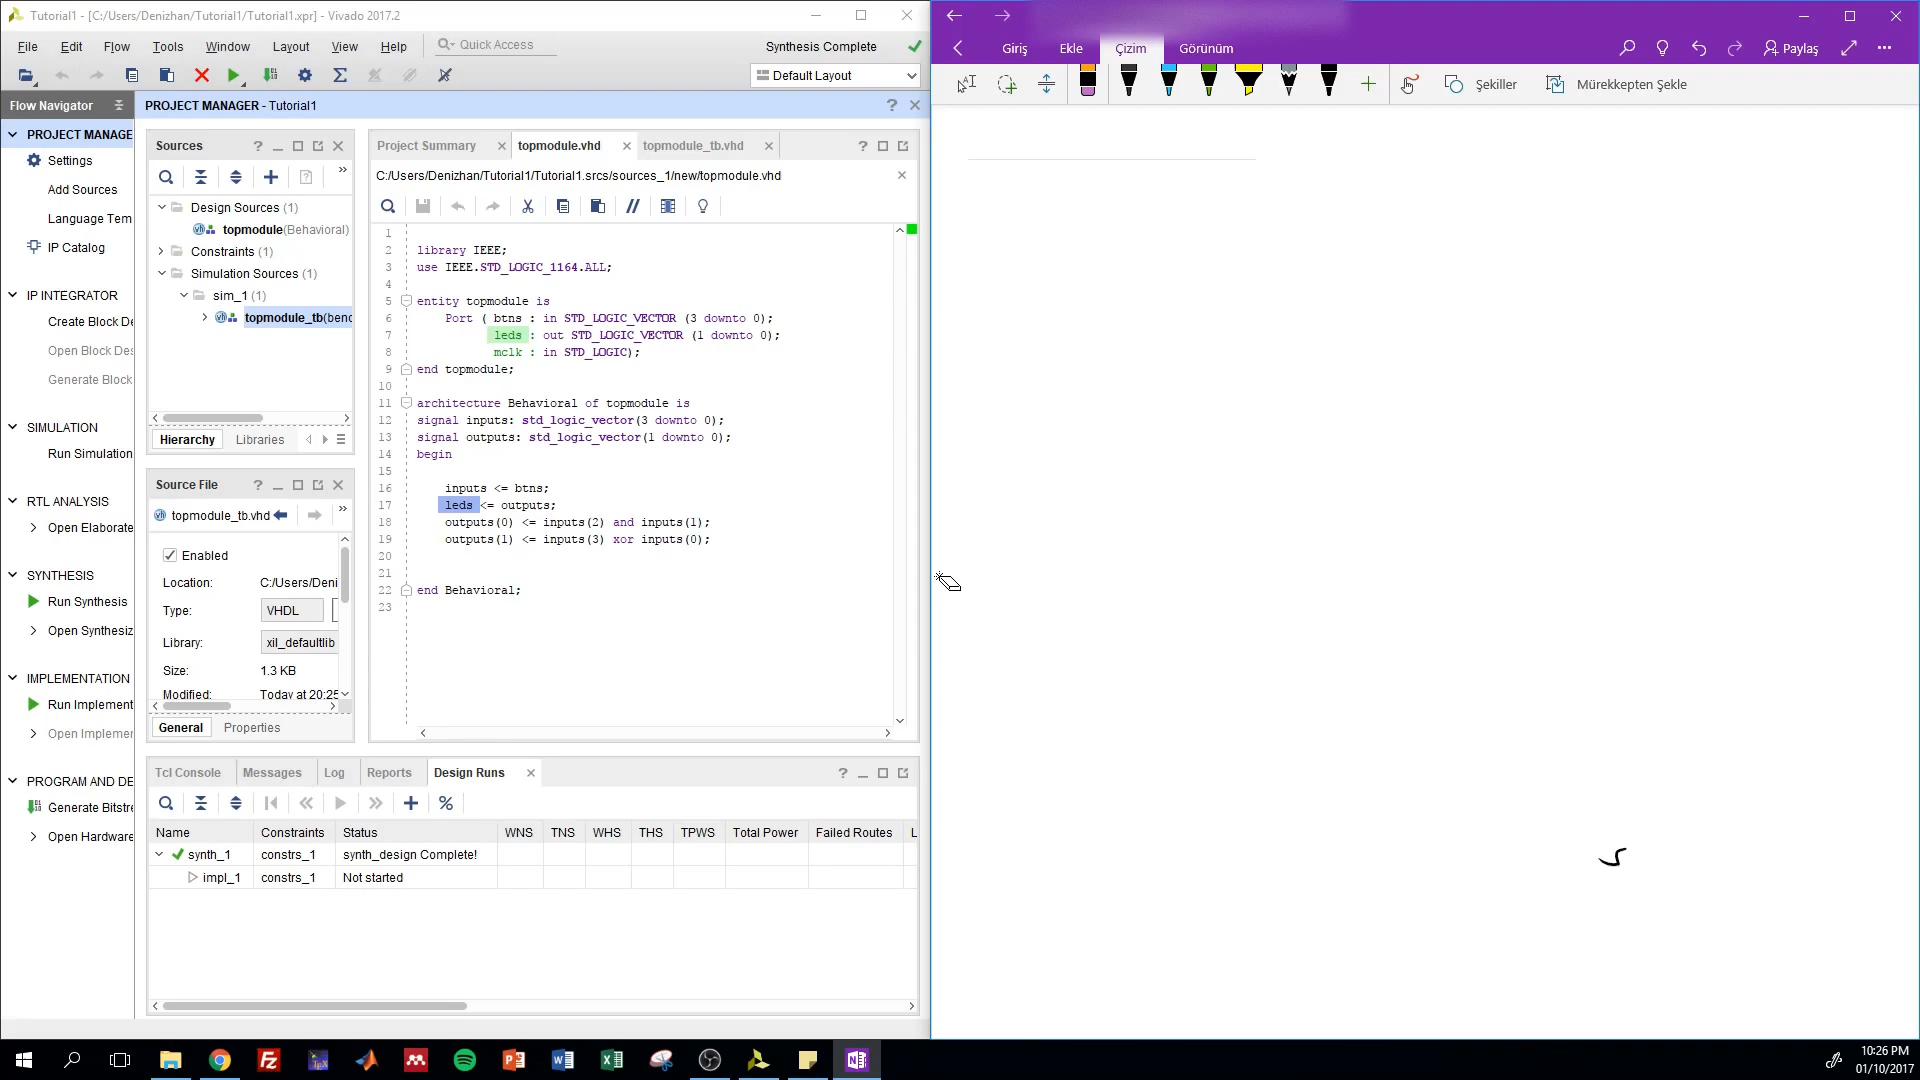 Tutorial1 - [C:/Users/Denizhan/Tutorial1/Tutorial1.xpr] - Vivado 2017.2
File Edit Flow Tools Window Layout View Help Quick Access Synthesis Complete
Default Layout
Flow Navigator
PROJECT MANAGE
Settings
Add Sources
Language Tem
IP Catalog
IP INTEGRATOR
Create Block De
Open Block Des
Generate Block
SIMULATION
Run Simulation
RTL ANALYSIS
Open Elaborate
SYNTHESIS
Run Synthesis
Open Synthesiz
IMPLEMENTATION
Run Implement
Open Implemer
PROGRAM AND DE
Generate Bitstre
Open Hardware
PROJECT MANAGER - Tutorial1
Sources
Design Sources (1)
topmodule(Behavioral)
Constraints (1)
Simulation Sources (1)
sim_1 (1)
topmodule_tb(benc
Hierarchy Libraries
Source File
topmodule_tb.vhd
Enabled
Location: C:/Users/Deni
Type: VHDL
Library: xil_defaultlib
Size: 1.3 KB
Modified: Today at 20:25
General Properties
Project Summary topmodule.vhd topmodule_tb.vhd
C:/Users/Denizhan/Tutorial1/Tutorial1.srcs/sources_1/new/topmodule.vhd
1
2 library IEEE;
3 use IEEE.STD_LOGIC_1164.ALL;
4
5 entity topmodule is
6 Port ( btns : in STD_LOGIC_VECTOR (3 downto 0);
7 leds : out STD_LOGIC_VECTOR (1 downto 0);
8 mclk : in STD_LOGIC);
9 end topmodule;
10
11 architecture Behavioral of topmodule is
12 signal inputs: std_logic_vector(3 downto 0);
13 signal outputs: std_logic_vector(1 downto 0);
14 begin
15
16 inputs <= btns;
17 leds <= outputs;
18 outputs(0) <= inputs(2) and inputs(1);
19 outputs(1) <= inputs(3) xor inputs(0);
20
21
22 end Behavioral;
23
Tcl Console Messages Log Reports Design Runs
Name Constraints Status WNS TNS WHS THS TPWS Total Power Failed Routes L
synth_1 constrs_1 synth_design Complete!
impl_1 constrs_1 Not started
Giriş Ekle Çizim Görünüm Paylaş
Şekiller Mürekkepten Şekle
10:26 PM
01/10/2017